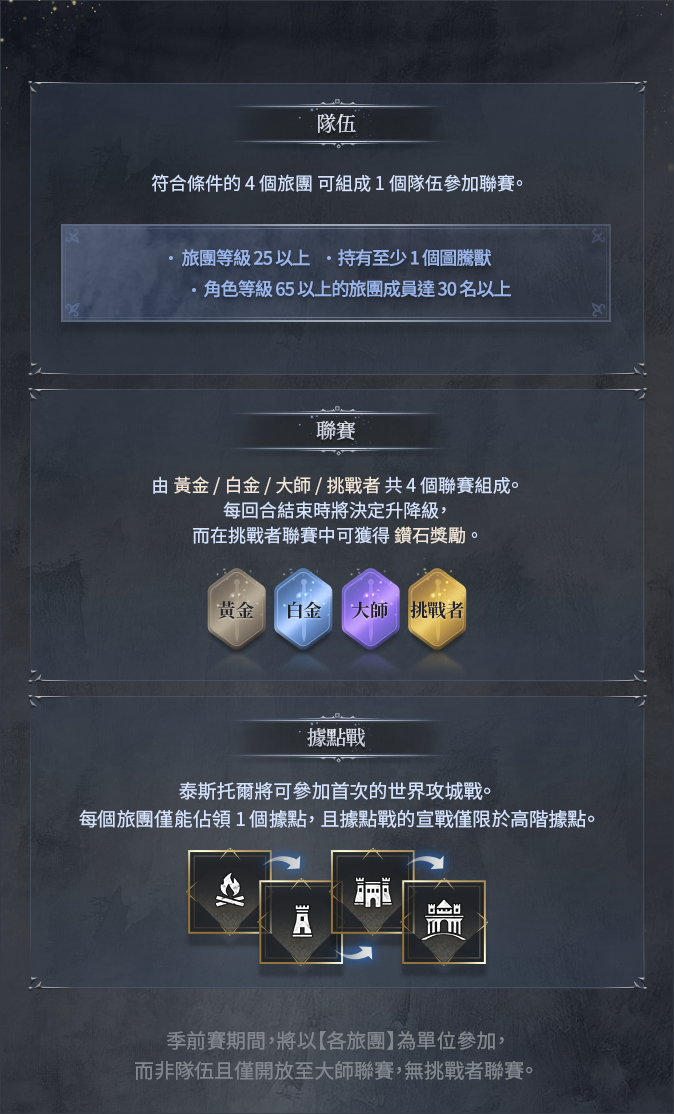 隊伍
符合條件的 4 個旅團 可組成 1 個隊伍參加聯賽。
・旅團等級 25 以上 ・持有至少 1 個圖騰獸
・角色等級 65 以上的旅團成員達 30 名以上
聯賽
由 黃金 / 白金 / 大師 / 挑戰者 共 4 個聯賽組成。
每回合結束時將決定升降級，
而在挑戰者聯賽中可獲得 鑽石獎勵。
黃金 白金 大師 挑戰者
據點戰
泰斯托爾將可參加首次的世界攻城戰。
每個旅團僅能佔領 1 個據點，且據點戰的宣戰僅限於高階據點。
季前賽期間，將以【各旅團】為單位參加，
而非隊伍且僅開放至大師聯賽，無挑戰者聯賽。